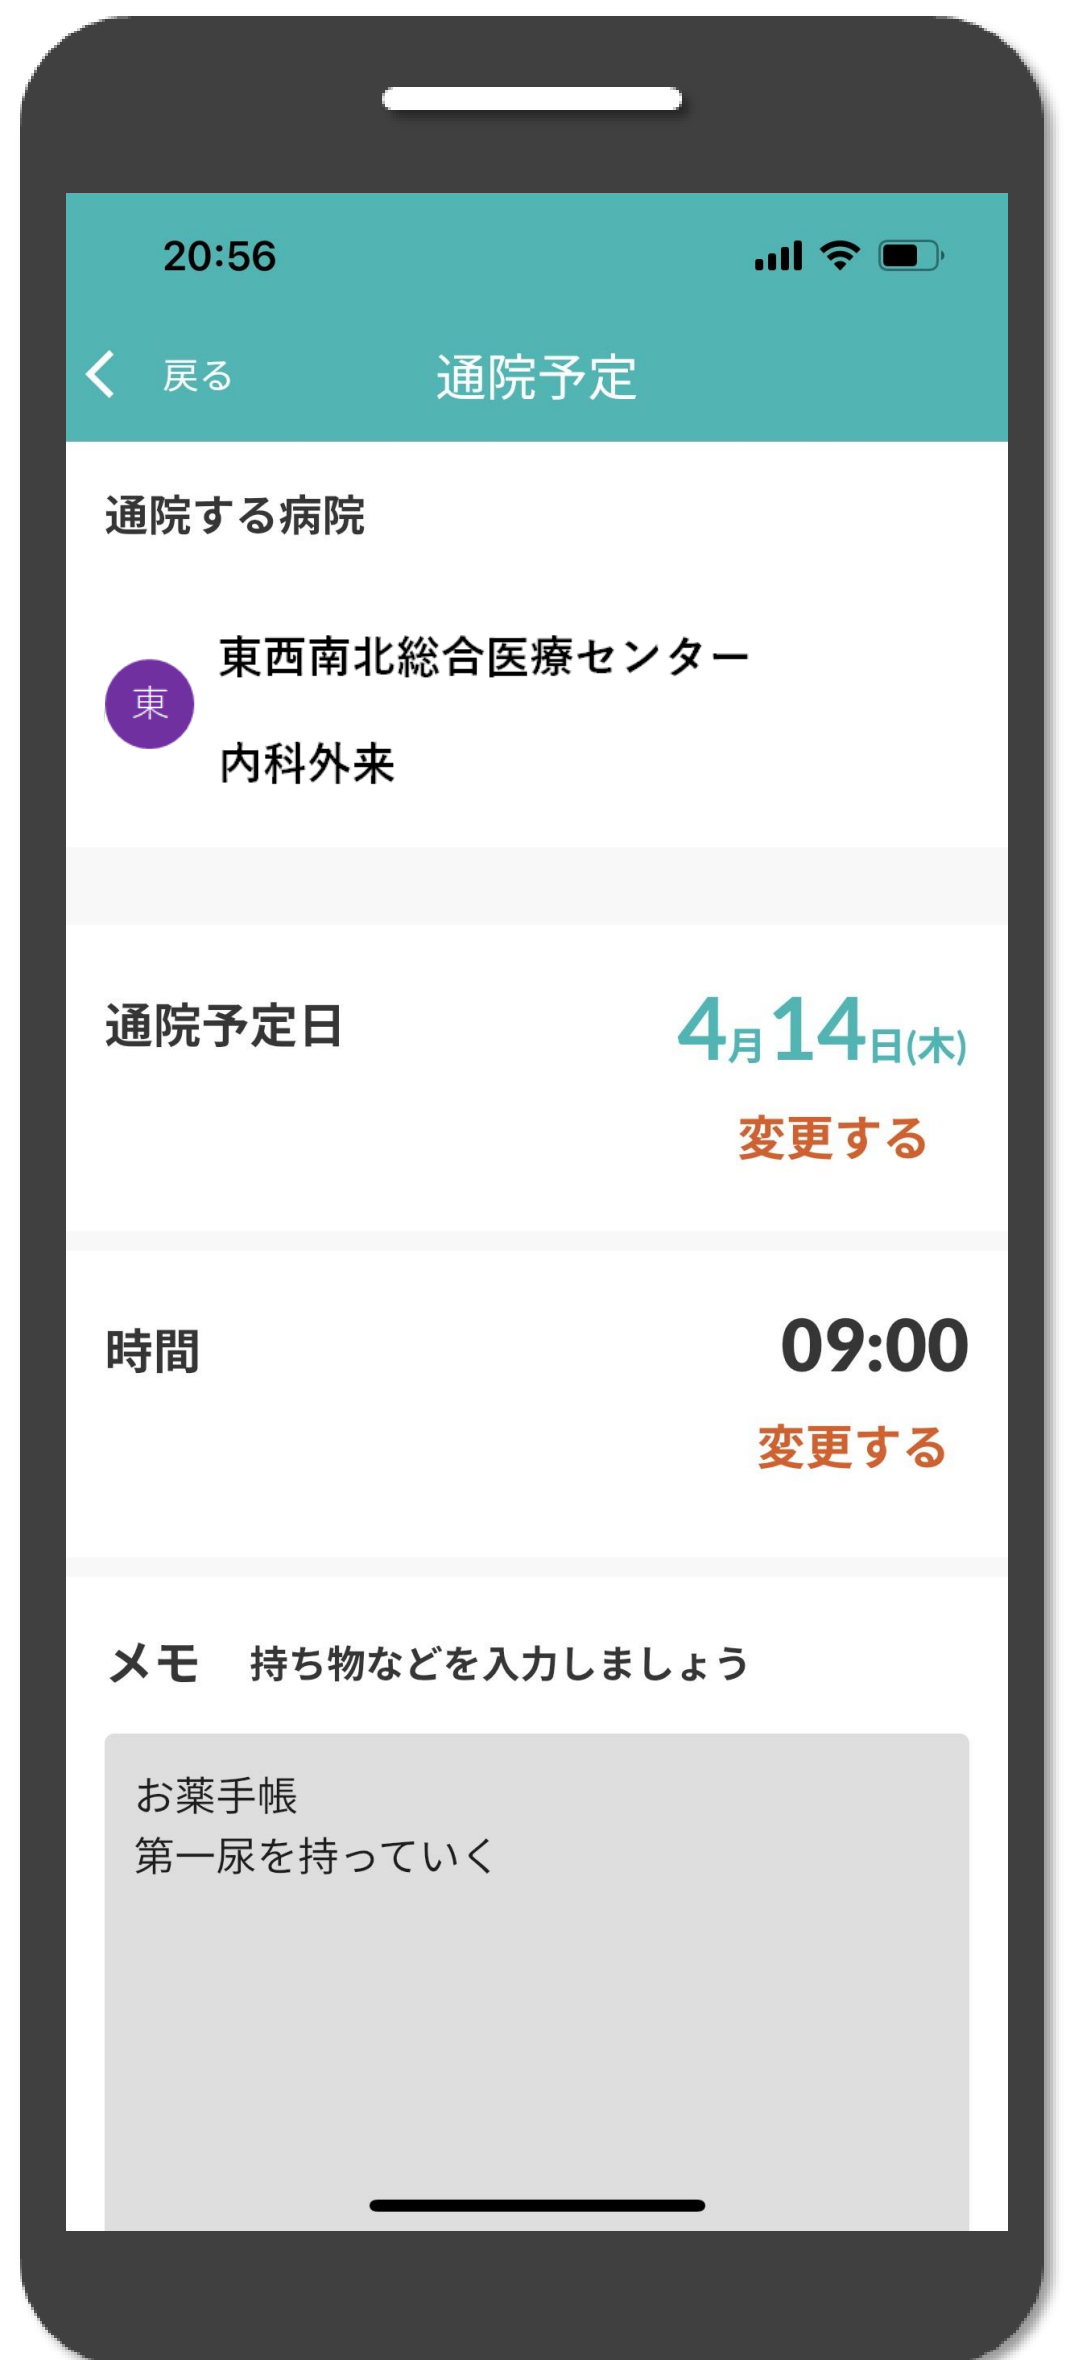 20:56
戻る 通院予定
通院する病院
東
東西南北総合医療センター
内科外来
通院予定日 4月14日(木)
変更する
時間 09:00
変更する
メモ 持ち物などを入力しましょう
お薬手帳
第一尿を持っていく